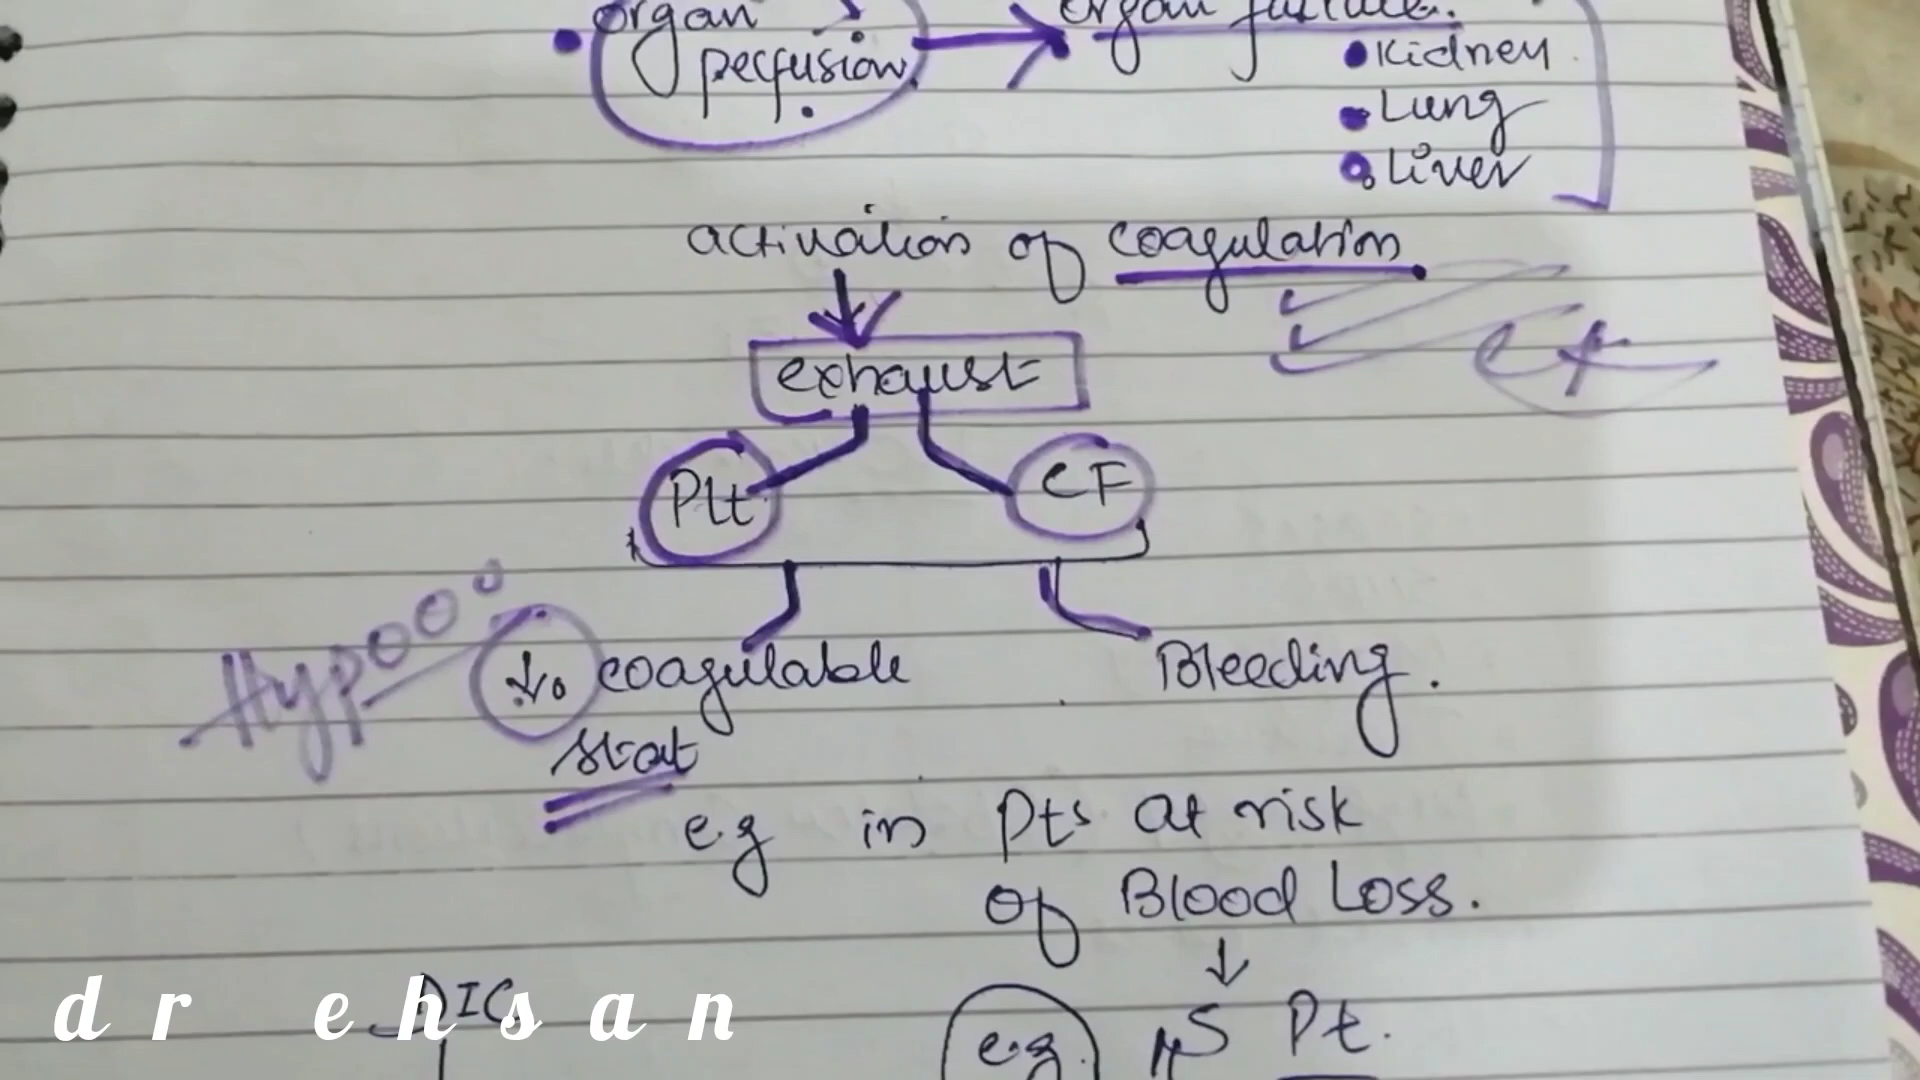 organ
perfusion.
organ failure.
Kidney
Lung
Liver
activation of coagulation
exhaust
Plt
CF
Hypo
↓ coagulable
stat
Bleeding.
e.g in Pts at risk
of Blood Loss.
↓
DIC
e.g. Pt.
dr ehsan